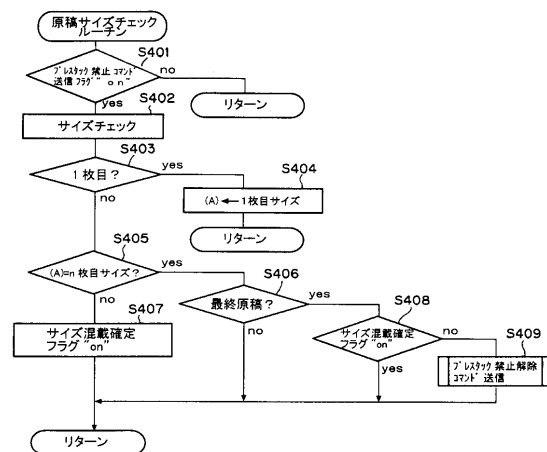 原稿サイズチェック
ルーチン
S401
プレスタック 禁止 コマンド
送信 フラグ"on"
no
yes
S402
リターン
サイズチェック
S403
1枚目?
yes
no
S404
(A)←1枚目サイズ
リターン
S405
(A)=n枚目サイズ?
yes
no
S406
最終原稿?
yes
no
S407
サイズ混載確定
フラグ"on"
S408
サイズ混載確定
フラグ"on"
no
yes
S409
プレスタック 禁止解除
コマンド 送信
リターン